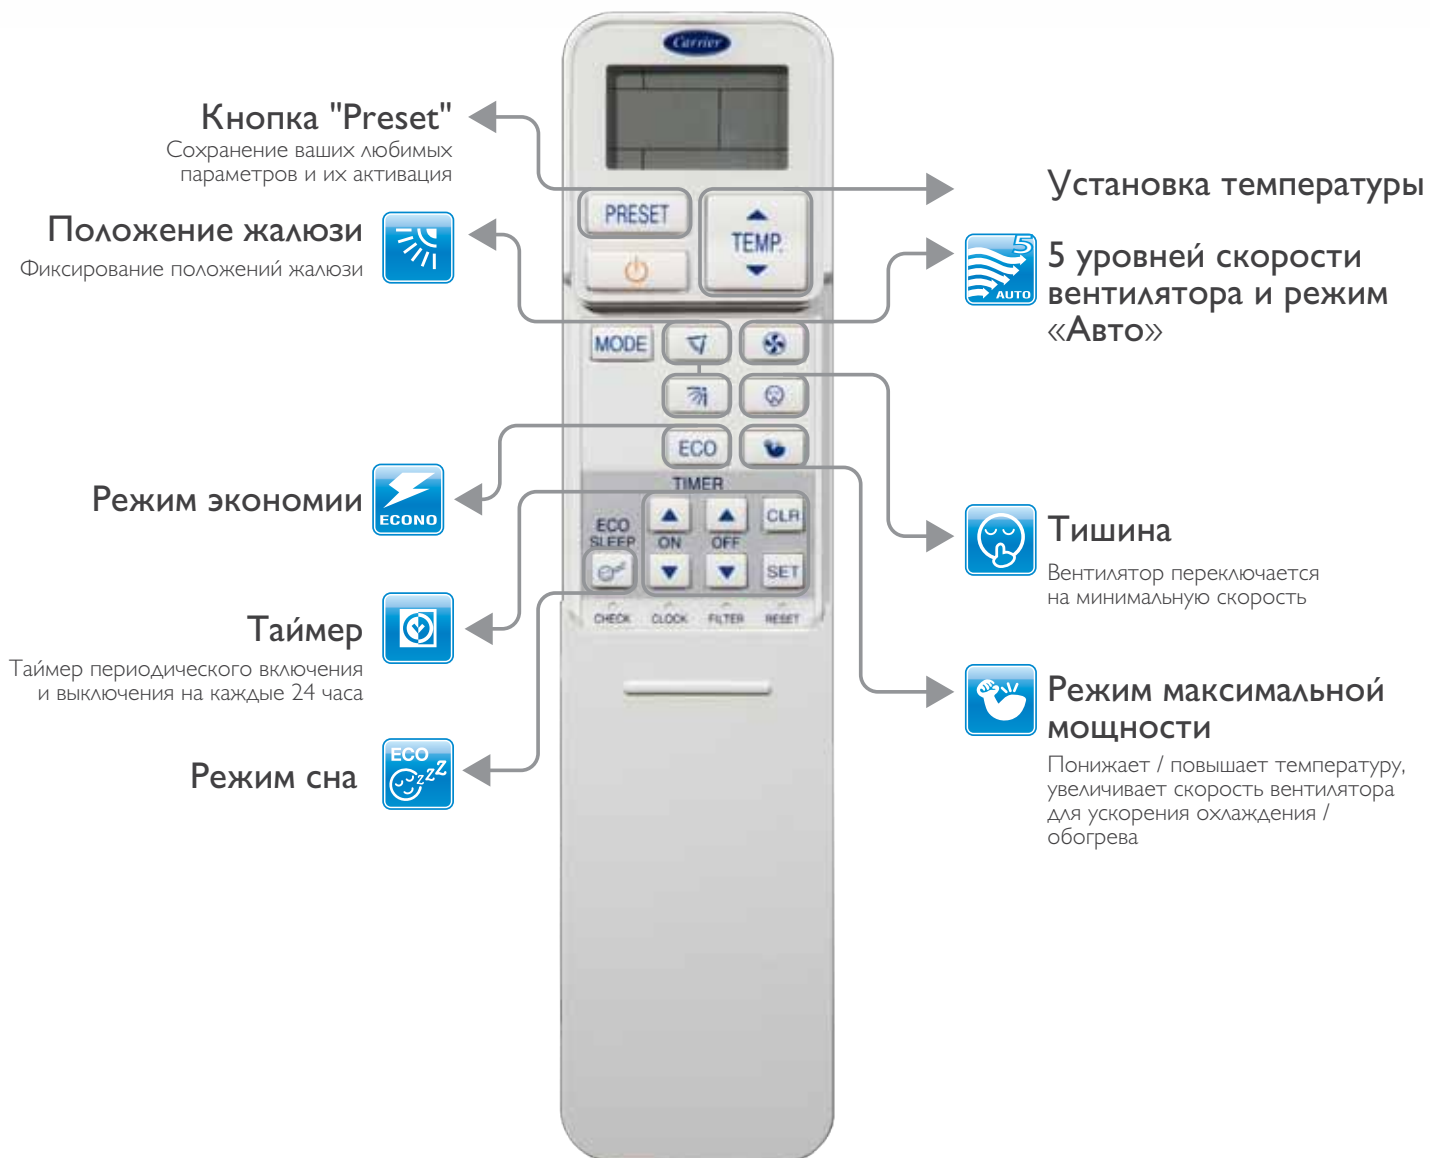 Carrier
Кнопка "Preset"
Сохранение ваших любимых
параметров и их активация
Положение жалюзи
Фиксирование положений жалюзи
Режим экономии
ECONO
Таймер
Таймер периодического включения
и выключения на каждые 24 часа
Режим сна
ECO
zzz
PRESET
TEMP.
MODE
ECO
TIMER
ECO
SLEEP
ON
OFF
CLR
SET
CHECK CLOCK FILTER RESET
Установка температуры
5
AUTO
5 уровней скорости
вентилятора и режим
«Авто»
Тишина
Вентилятор переключается
на минимальную скорость
Режим максимальной
мощности
Понижает / повышает температуру,
увеличивает скорость вентилятора
для ускорения охлаждения /
обогрева